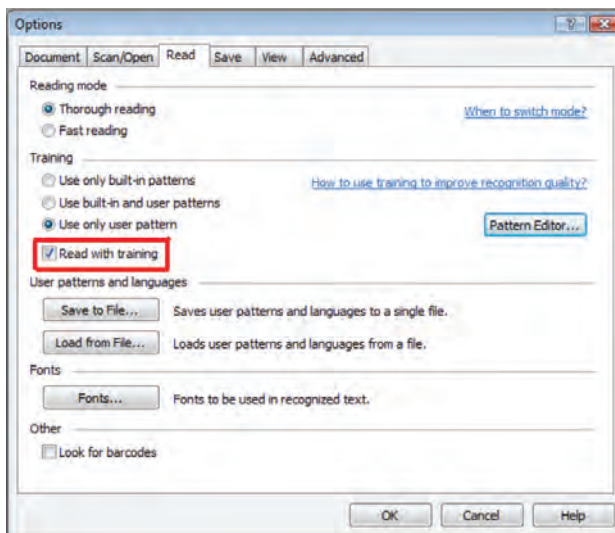 Options
Document Scan/Open Read Save View Advanced
Reading mode
Thorough reading When to switch mode?
Fast reading
Training
Use only built-in patterns How to use training to improve recognition quality?
Use built-in and user patterns
Use only user pattern Pattern Editor...
Read with training
User patterns and languages
Save to File... Saves user patterns and languages to a single file.
Load from File... Loads user patterns and languages from a file.
Fonts
Fonts... Fonts to be used in recognized text.
Other
Look for barcodes
OK Cancel Help